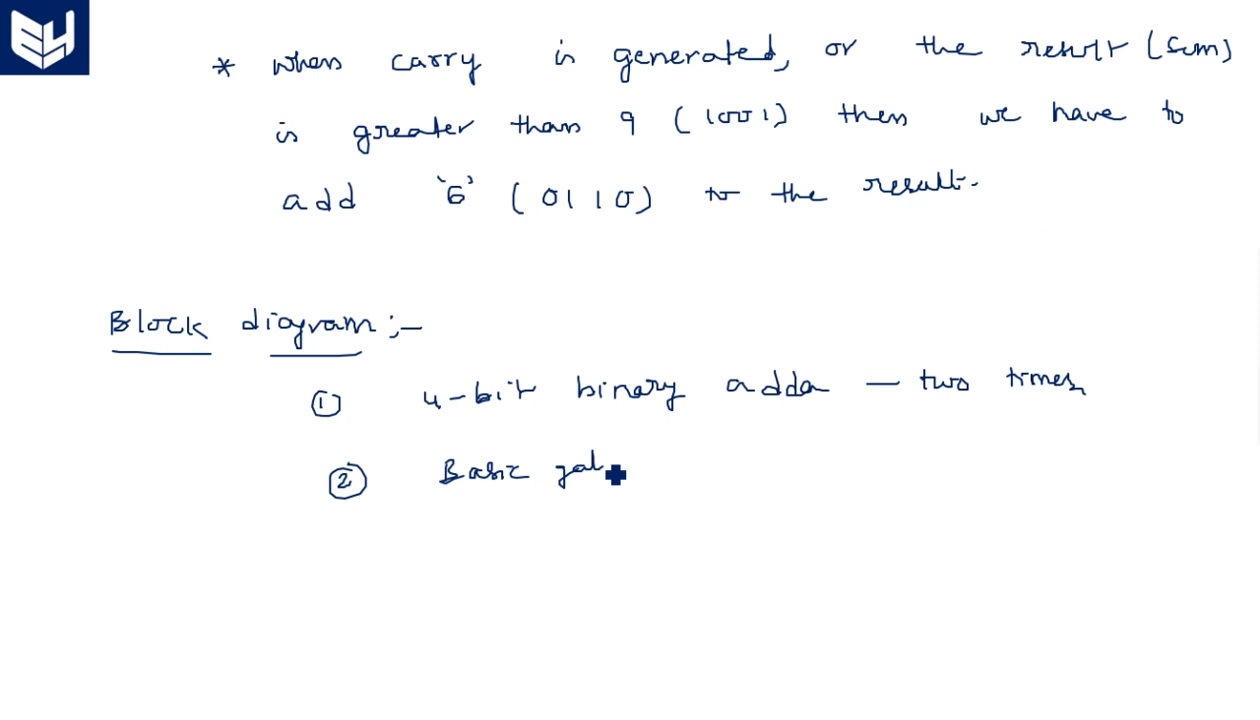 * when carry is generated, or the result (sum)
is greater than 9 (1001) then we have to
add '6' (0110) to the result.
Block diagram :-
① 4-bit binary adder — two times
② Basic gat